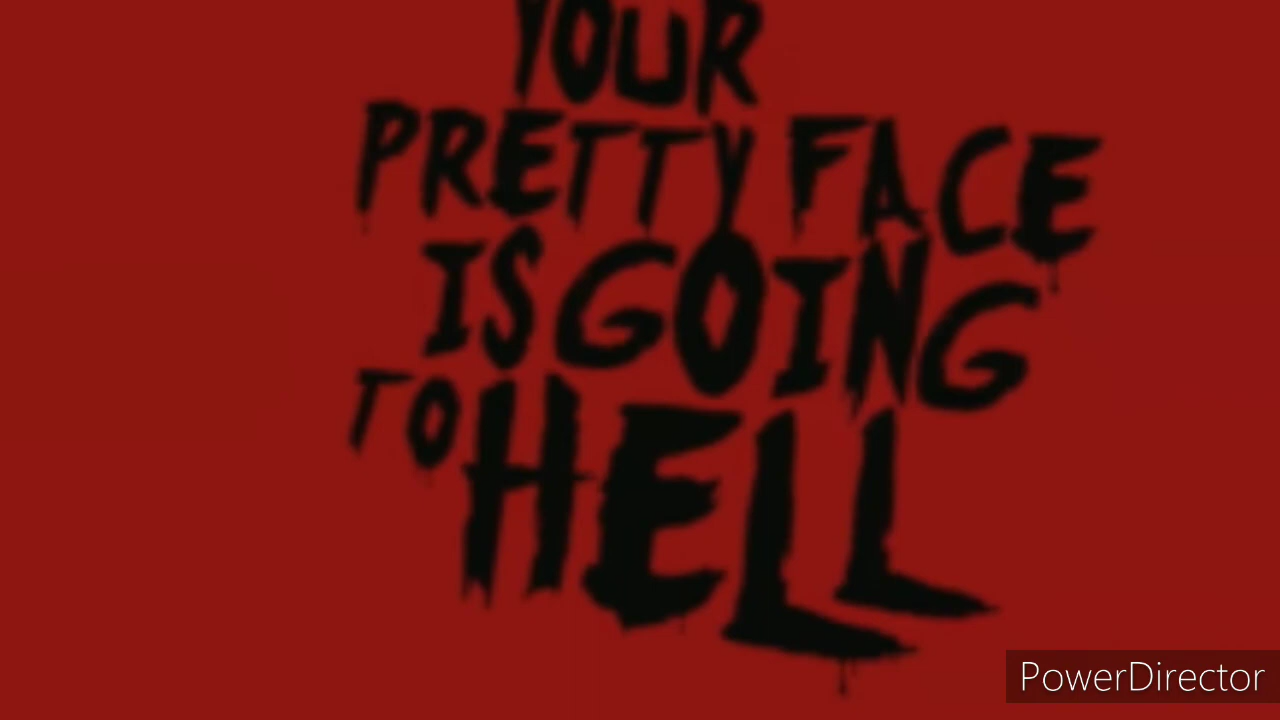 YOUR
PRETTY FACE
IS GOING
TO HELL
PowerDirector